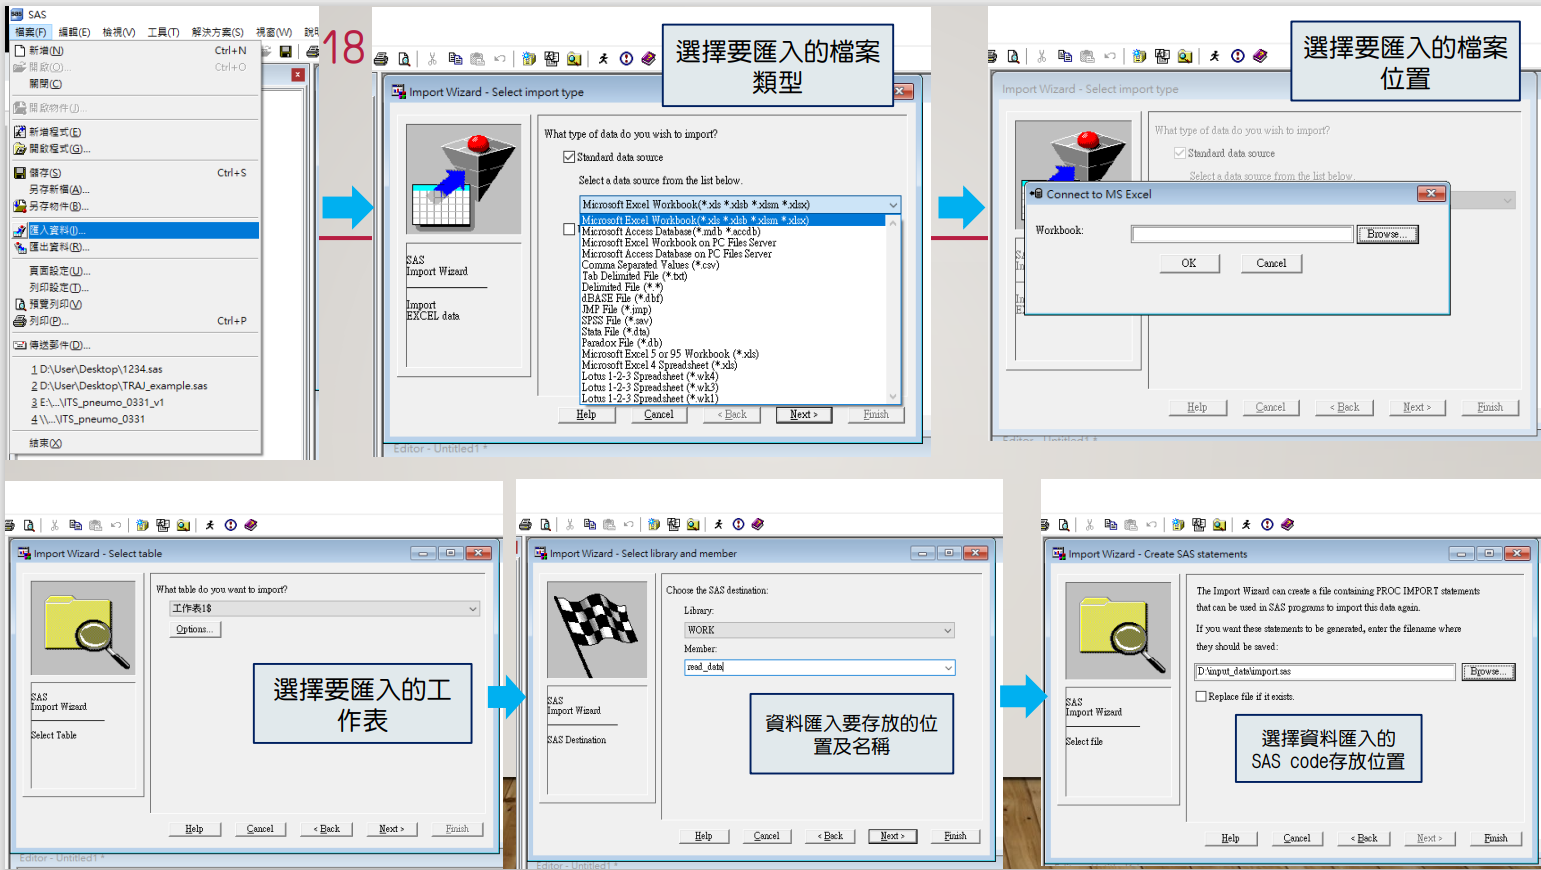 SAS
檔案(F) 編輯(E) 檢視(V) 工具(T) 解決方案(S) 視窗(W)
新增(N) Ctrl+N
開啟(O)... Ctrl+O
關閉(C)
開啟物件(J)...
新增程式(E)
開啟程式(G)...
儲存(S) Ctrl+S
另存新檔(A)...
另存物件(B)...
匯入資料(I)...
匯出資料(R)...
頁面設定(U)...
列印設定(T)...
預覽列印(V)
列印(P)... Ctrl+P
傳送郵件(D)...
1 D:\User\Desktop\1234.sas
2 D:\User\Desktop\TRAJ_example.sas
3 E:\...\ITS_pneumo_0331_v1
4 \\...\ITS_pneumo_0331
結束(X)
18
選擇要匯入的檔案
類型
Import Wizard - Select import type
What type of data do you wish to import?
Standard data source
Select a data source from the list below.
Microsoft Excel Workbook(*.xls *.xlsb *.xlsm *.xlsx)
Microsoft Excel Workbook(*.xls *.xlsb *.xlsm *.xlsx)
Microsoft Access Database(*.mdb *.accdb)
Microsoft Excel Workbook on PC Files Server
Microsoft Access Database on PC Files Server
Comma Separated Values (*.csv)
Tab Delimited File (*.txt)
Delimited File (*.*)
dBASE File (*.dbf)
JMP File (*.jmp)
SPSS File (*.sav)
Stata File (*.dta)
Paradox File (*.db)
Microsoft Excel 5 or 95 Workbook (*.xls)
Microsoft Excel 4 Spreadsheet (*.xls)
Lotus 1-2-3 Spreadsheet (*.wk4)
Lotus 1-2-3 Spreadsheet (*.wk3)
Lotus 1-2-3 Spreadsheet (*.wk1)
SAS
Import Wizard
Import
EXCEL data
Help Cancel < Back Next > Finish
Editor - Untitled1 *
選擇要匯入的檔案
位置
Import Wizard - Select import type
What type of data do you wish to import?
Standard data source
Select a data source from the list below.
Connect to MS Excel
Workbook: Browse...
OK Cancel
Help Cancel < Back Next > Finish
Editor - Untitled1 *
Import Wizard - Select table
What table do you want to import?
工作表1$
Options...
選擇要匯入的工
作表
SAS
Import Wizard
Select Table
Help Cancel < Back Next > Finish
Editor - Untitled1 *
Import Wizard - Select library and member
Choose the SAS destination:
Library:
WORK
Member:
read_data
資料匯入要存放的位
置及名稱
SAS
Import Wizard
SAS Destination
Help Cancel < Back Next > Finish
Editor - Untitled1 *
Import Wizard - Create SAS statements
The Import Wizard can create a file containing PROC IMPORT statements
that can be used in SAS programs to import this data again.
If you want these statements to be generated, enter the filename where
they should be saved:
D:\input_data\import.sas Browse...
Replace file if it exists.
選擇資料匯入的
SAS code存放位置
SAS
Import Wizard
Select file
Help Cancel < Back Next > Finish